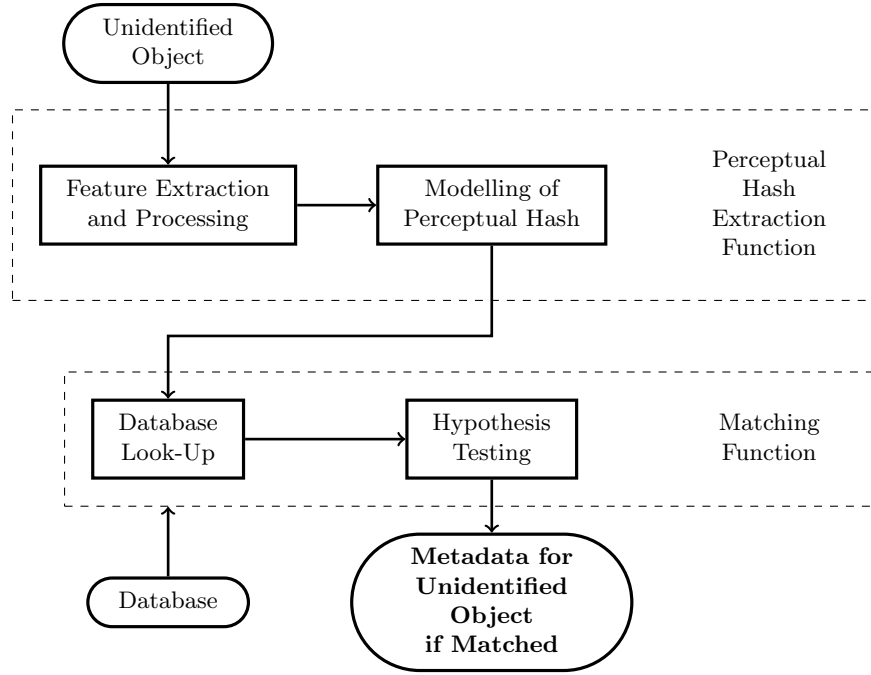 Unidentified
Object
Feature Extraction
and Processing
Modelling of
Perceptual Hash
Perceptual
Hash
Extraction
Function
Database
Look-Up
Hypothesis
Testing
Matching
Function
Database
Metadada for
Unidentified
Object
if Matched